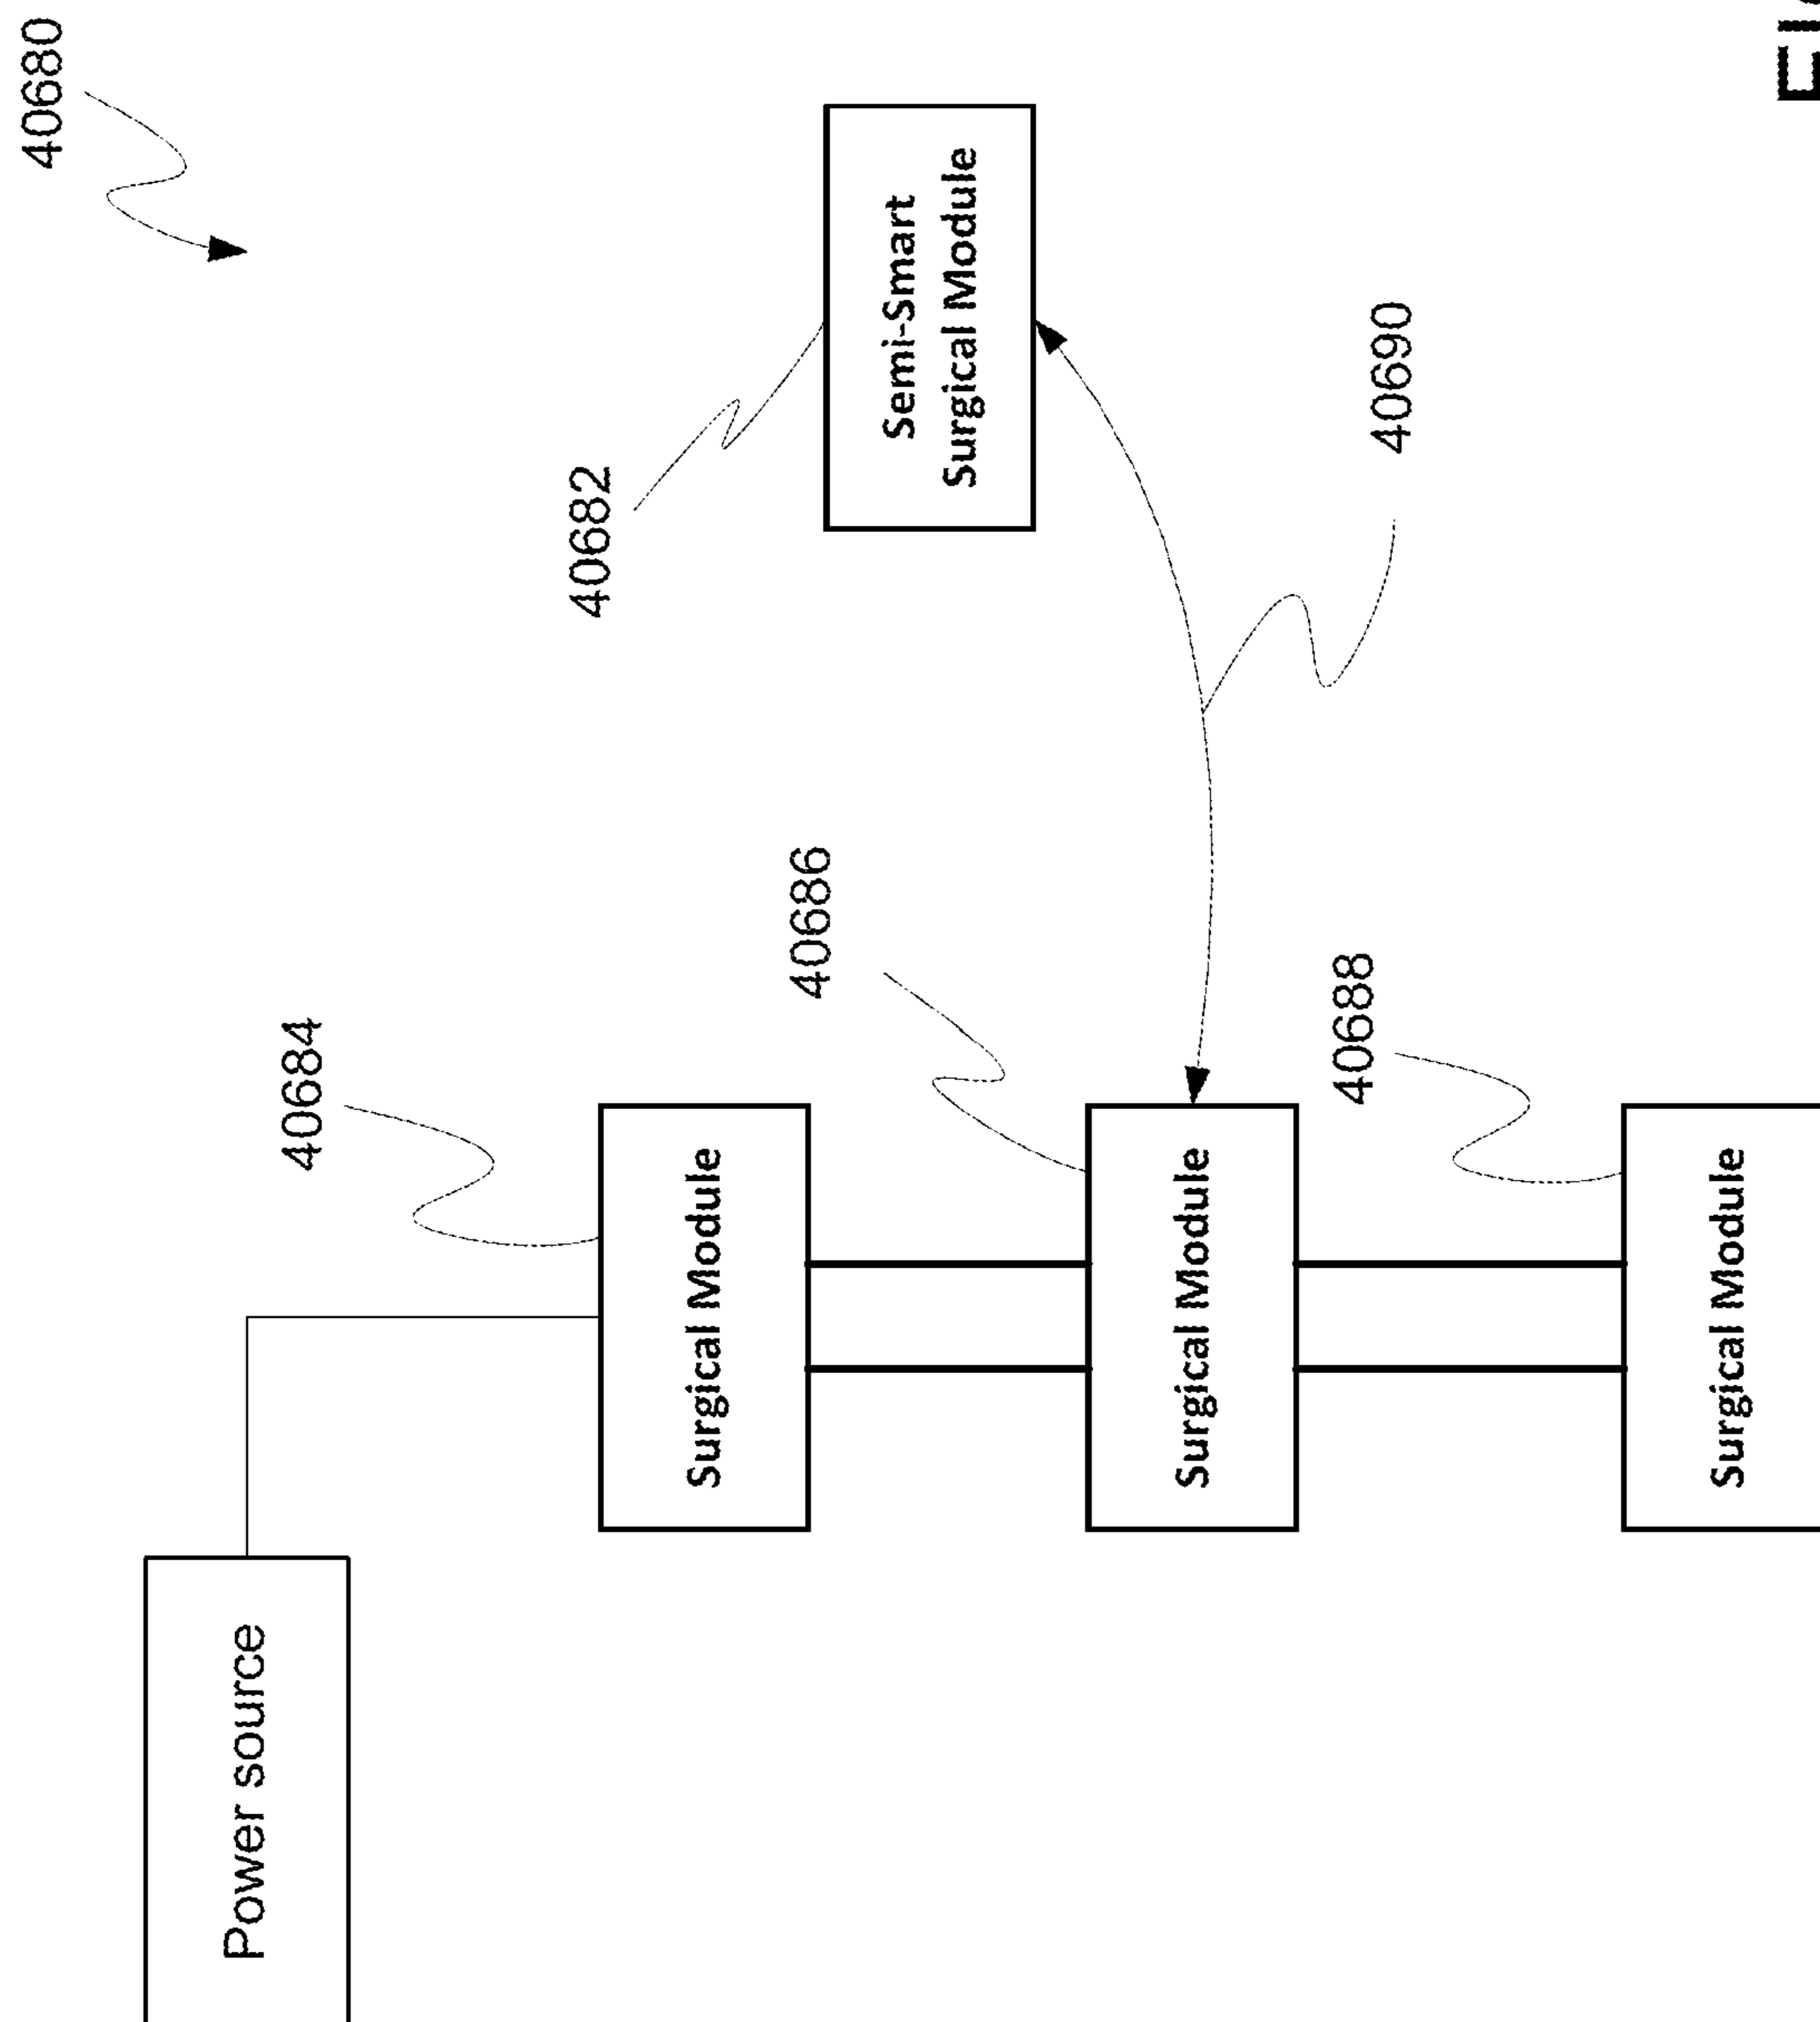 40680
Semi-Smart
Surgical Module
40682
40690
40684
40686
40688
Power source
Surgical Module
Surgical Module
Surgical Module